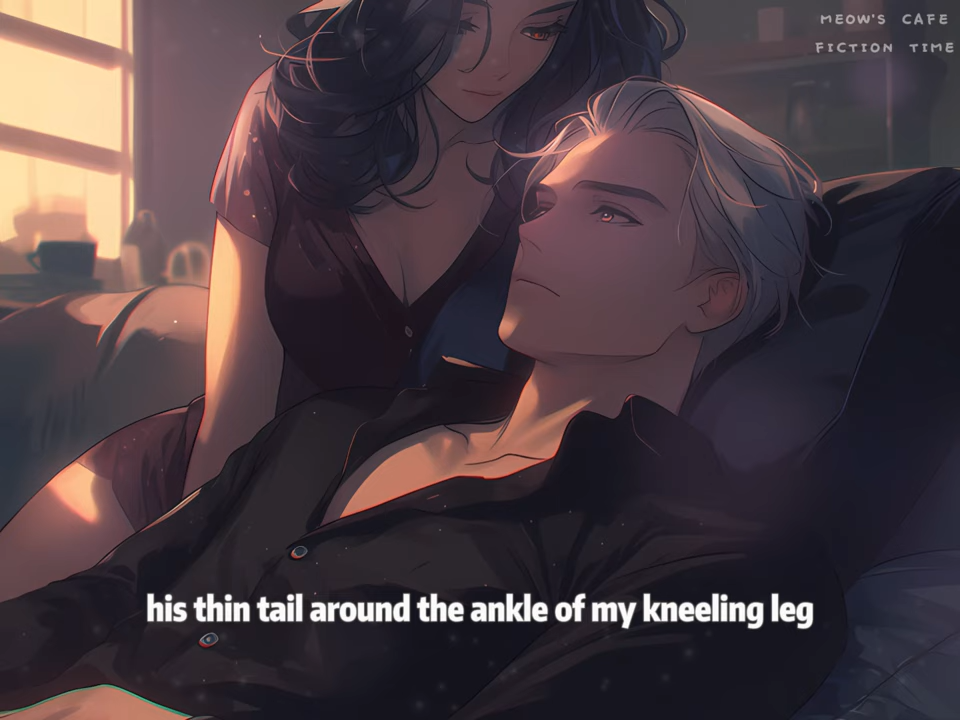 MEOW'S CAFE
FICTION TIME
his thin tail around the ankle of my kneeling leg